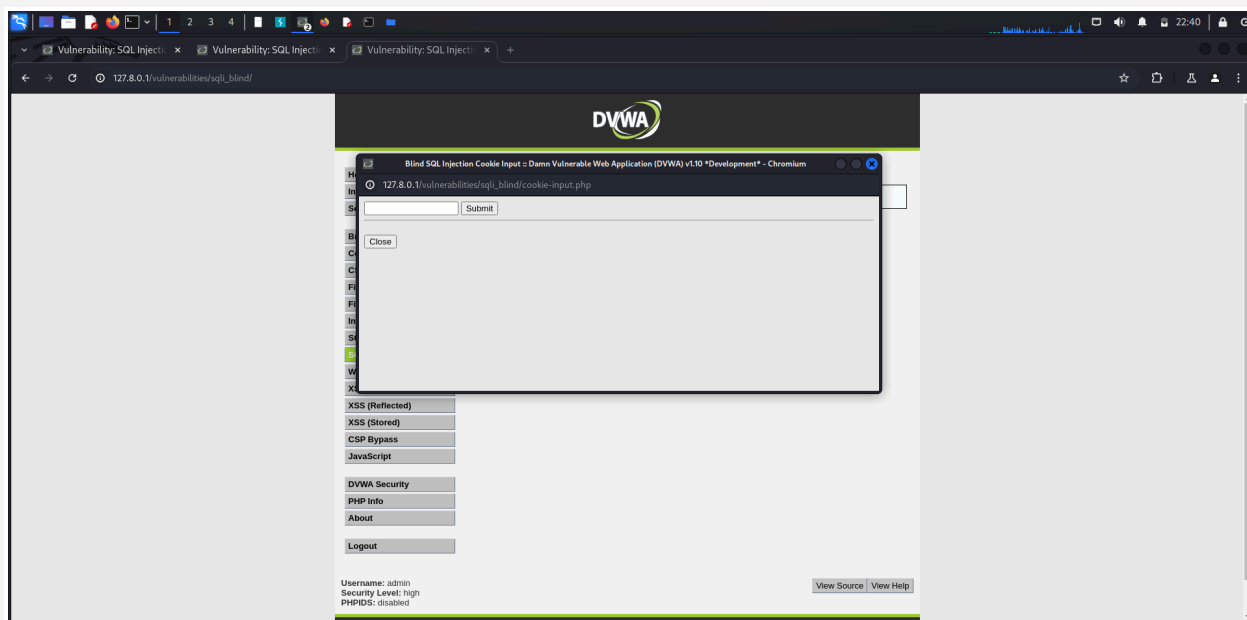 1 2 3 4 22:40
Vulnerability: SQL Injecti Vulnerability: SQL Injecti Vulnerability: SQL Injecti
127.8.0.1/vulnerabilities/sqli_blind/
DVWA
Blind SQL Injection Cookie Input :: Damn Vulnerable Web Application (DVWA) v1.10 *Development* - Chromium
127.8.0.1/vulnerabilities/sqli_blind/cookie-input.php
Submit
Close
XSS (Reflected)
XSS (Stored)
CSP Bypass
JavaScript
DVWA Security
PHP Info
About
Logout
Username: admin
Security Level: high
PHPIDS: disabled
View Source View Help